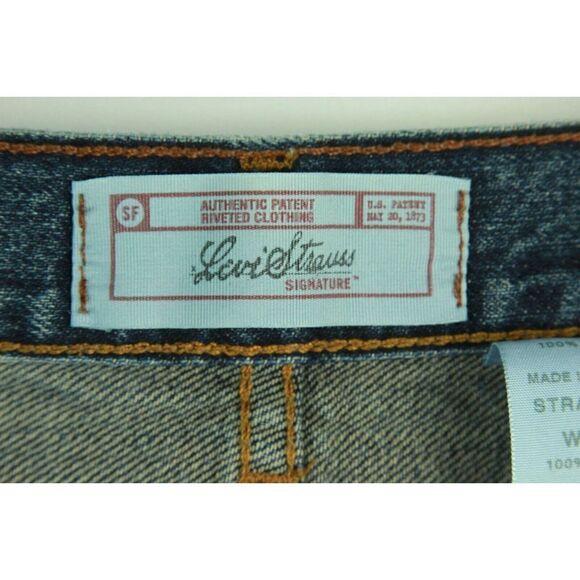 SF
AUTHENTIC PATENT
RIVETED CLOTHING
U.S. PATENT
MAY 20, 1873
Levi Strauss
SIGNATURE™
100%
MADE
STRA
W
100%